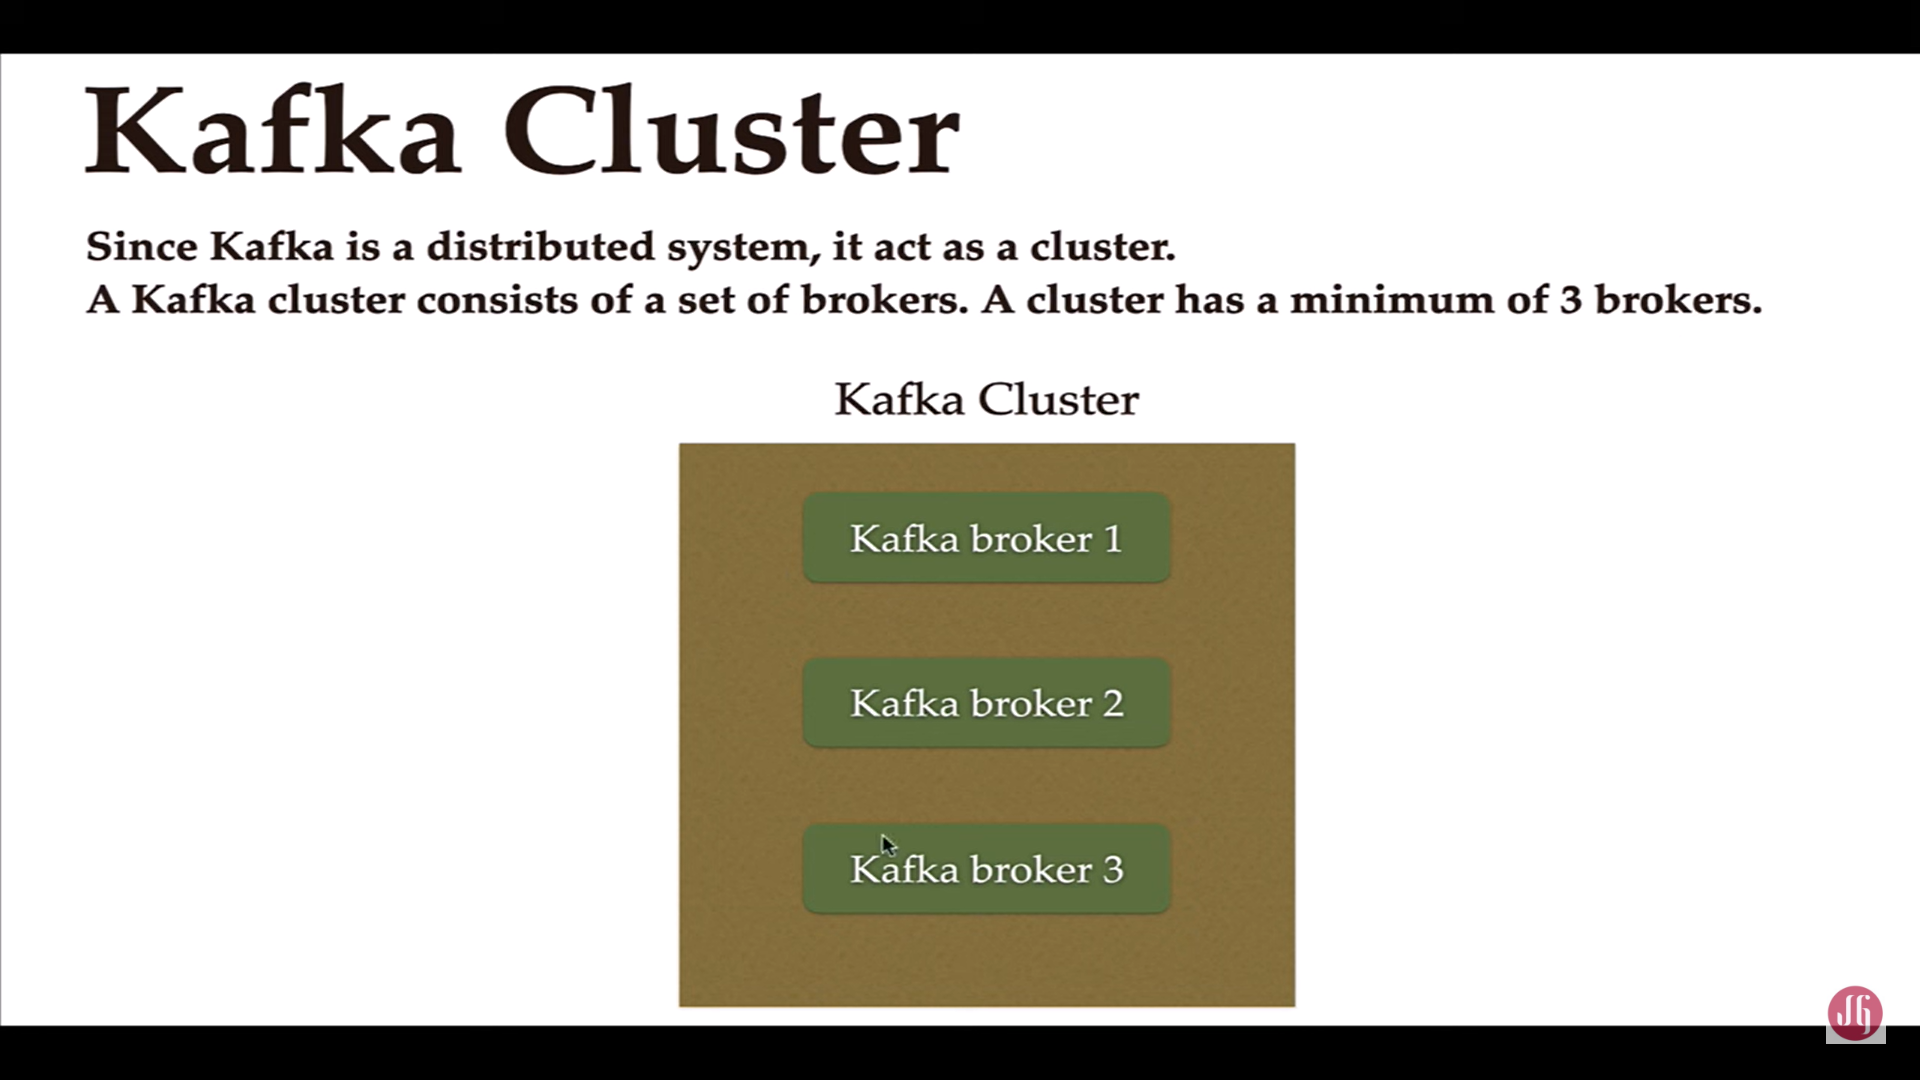 Kafka Cluster
Since Kafka is a distributed system, it act as a cluster.
A Kafka cluster consists of a set of brokers. A cluster has a minimum of 3 brokers.
Kafka Cluster
Kafka broker 1
Kafka broker 2
Kafka broker 3